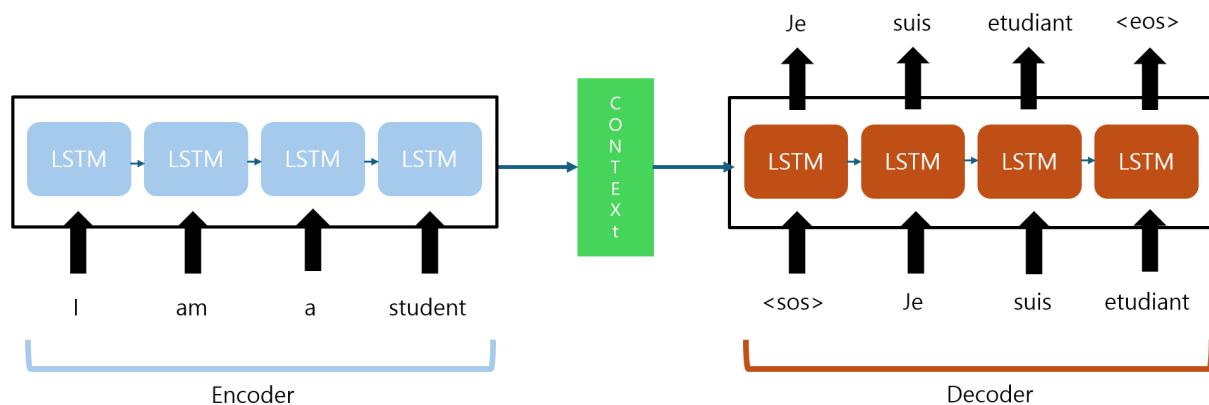 Je suis etudiant <eos>
LSTM LSTM LSTM LSTM
C
O
N
T
E
X
t
LSTM LSTM LSTM LSTM
I am a student
<sos> Je suis etudiant
Encoder
Decoder